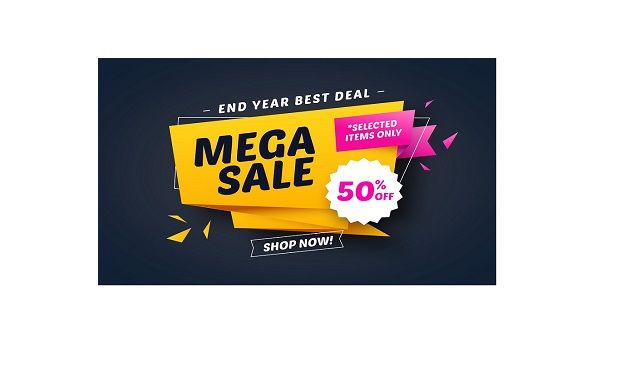 — END YEAR BEST DEAL —
MEGA
SALE
*SELECTED
ITEMS ONLY
50% OFF
SHOP NOW!